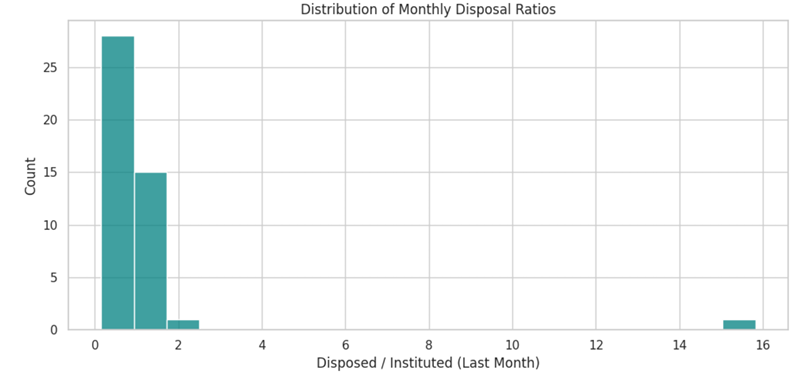 Distribution of Monthly Disposal Ratios
25
20
15
10
5
0
Count
0 2 4 6 8 10 12 14 16
Disposed / Instituted (Last Month)